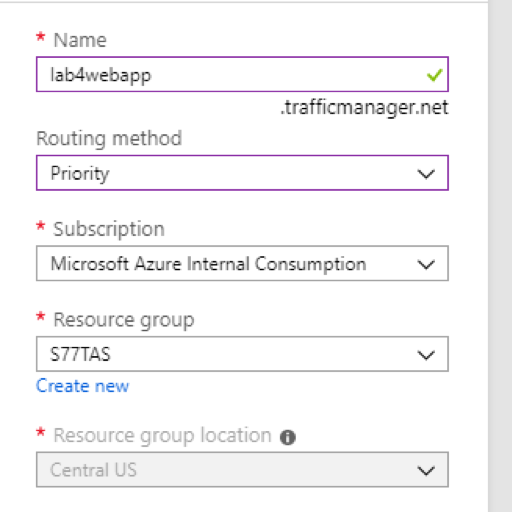 * Name
lab4webapp
.trafficmanager.net
Routing method
Priority
* Subscription
Microsoft Azure Internal Consumption
* Resource group
S77TAS
Create new
* Resource group location
Central US